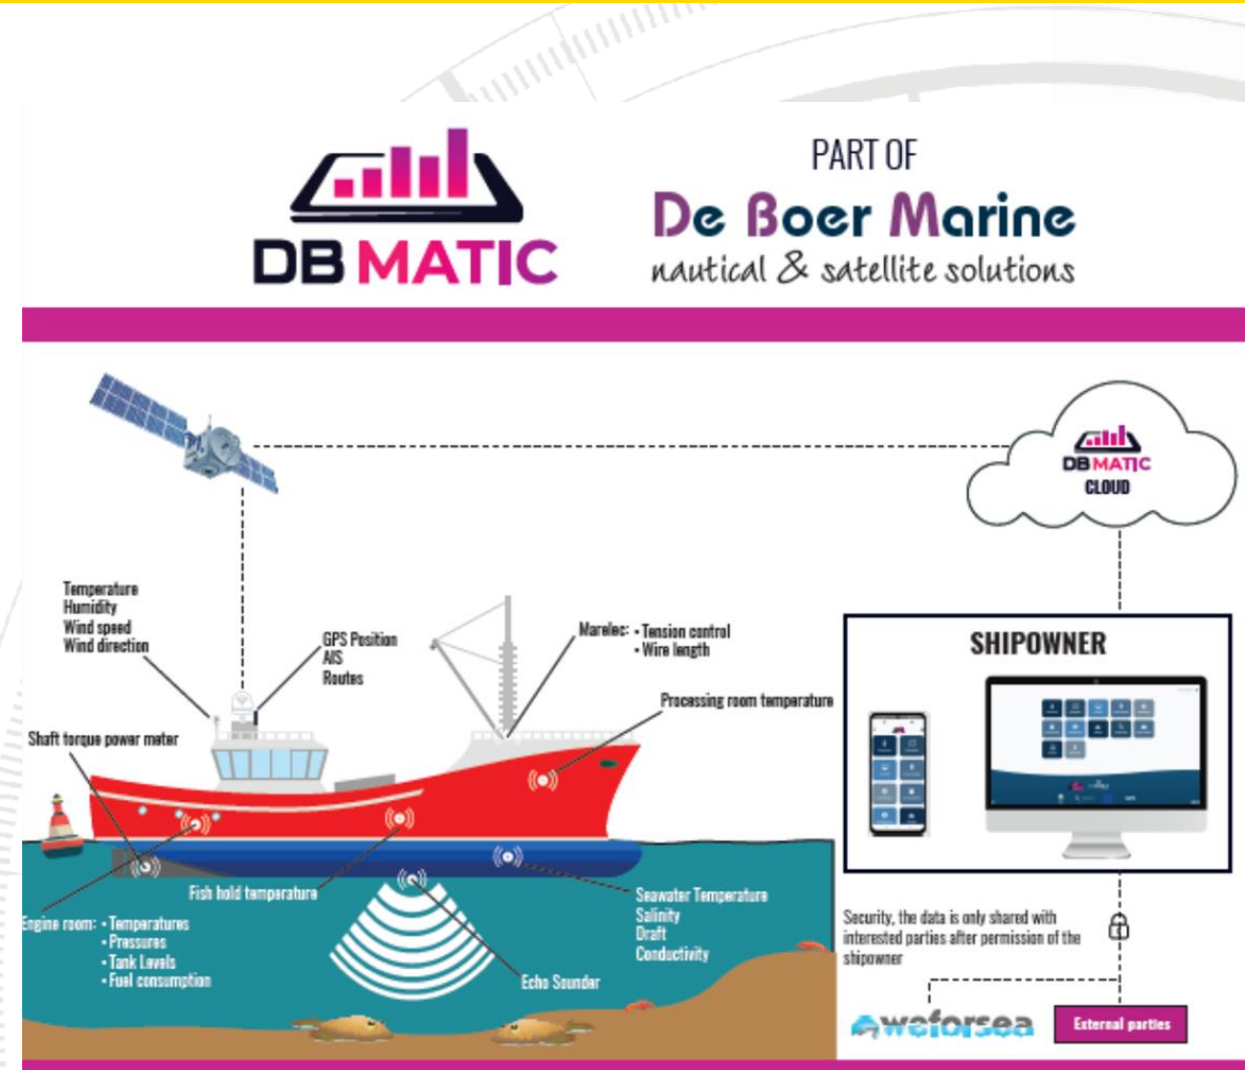 PART OF
DB MATIC
De Boer Marine
nautical & satellite solutions
DB MATIC
CLOUD
Temperature
Humidity
Wind speed
Wind direction
GPS Position
AIS
Routes
Marelec: • Tension control
• Wire length
Processing room temperature
Shaft torque power meter
Fish hold temperature
Engine room: • Temperatures
• Pressures
• Tank Levels
• Fuel consumption
Echo Sounder
Seawater Temperature
Salinity
Draft
Conductivity
SHIPOWNER
Security, the data is only shared with
interested parties after permission of the
shipowner
weforsea
External parties